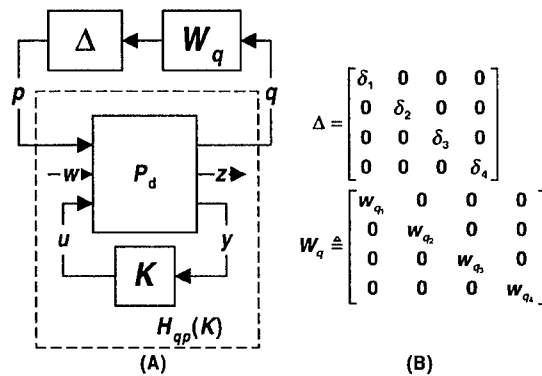 Δ
W_q
p
q
w
P_d
z
u
y
K
H_qp(K)
(A)
Δ = [δ_1 0 0 0
0 δ_2 0 0
0 0 δ_3 0
0 0 0 δ_4]
W_q ≜ [w_q1 0 0 0
0 w_q2 0 0
0 0 w_q3 0
0 0 0 w_q4]
(B)